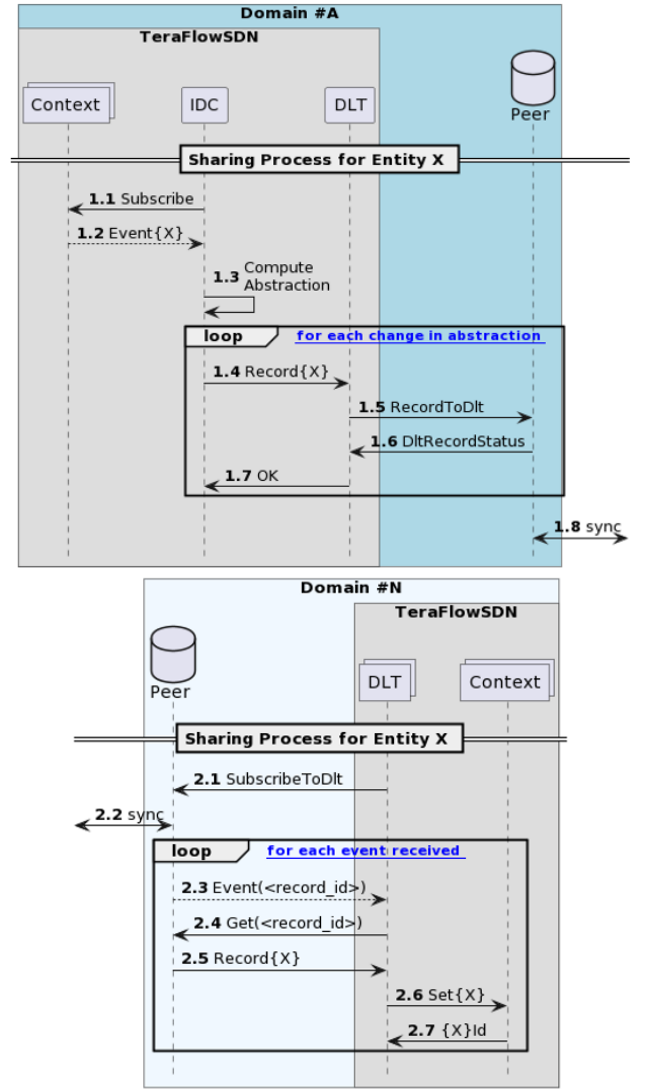 Domain #A
TeraFlowSDN
Context
IDC
DLT
Peer
Sharing Process for Entity X
1.1 Subscribe
1.2 Event{X}
1.3 Compute
Abstraction
loop for each change in abstraction
1.4 Record{X}
1.5 RecordToDlt
1.6 DltRecordStatus
1.7 OK
1.8 sync
Domain #N
TeraFlowSDN
Peer
DLT
Context
Sharing Process for Entity X
2.1 SubscribeToDlt
2.2 sync
loop for each event received
2.3 Event(<record_id>)
2.4 Get(<record_id>)
2.5 Record{X}
2.6 Set{X}
2.7 {X}Id